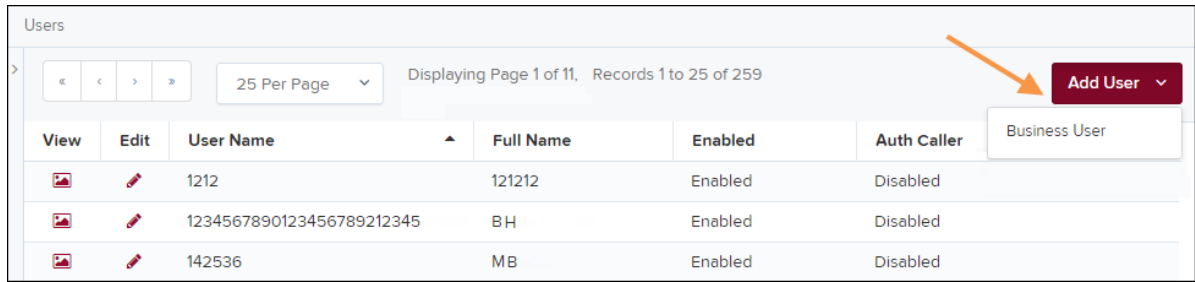 Users
25 Per Page
Displaying Page 1 of 11, Records 1 to 25 of 259
Add User
Business User
View Edit User Name Full Name Enabled Auth Caller
1212 121212 Enabled Disabled
1234567890123456789212345 BH Enabled Disabled
142536 MB Enabled Disabled